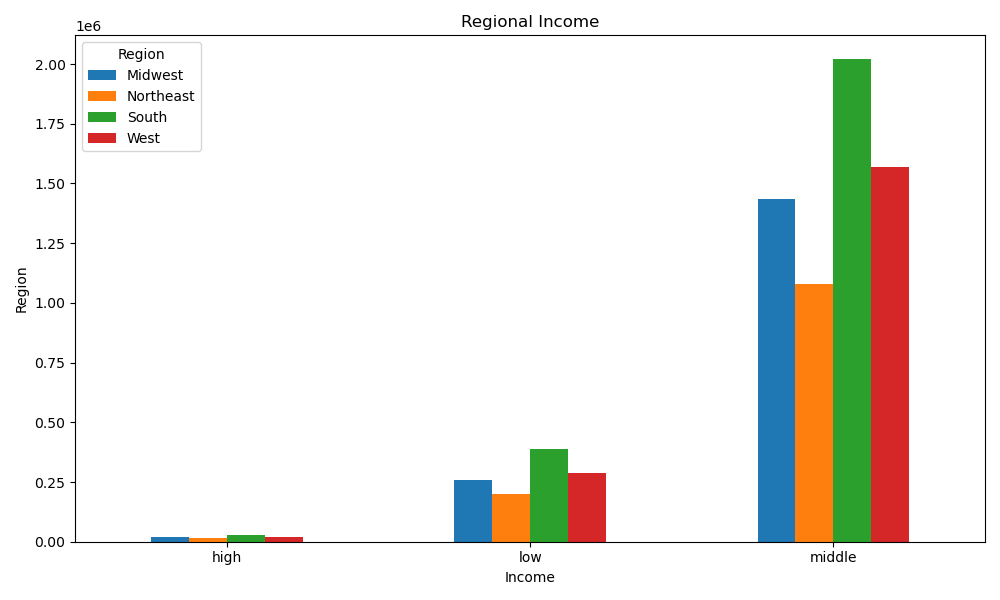 Regional Income
1e6
Region
Midwest
Northeast
South
West
2.00
1.75
1.50
1.25
1.00
0.75
0.50
0.25
0.00
Region
high
low
middle
Income